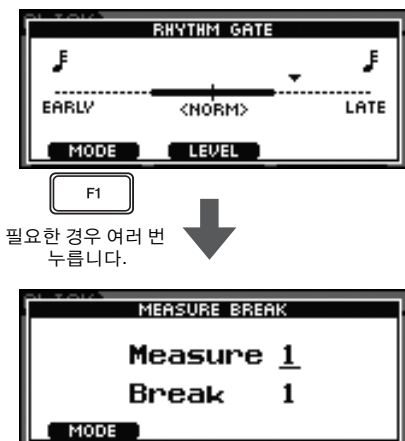 RHYTHM GATE
EARLY <NORM> LATE
MODE LEVEL
F1
필요한 경우 여러 번
누릅니다.
MEASURE BREAK
Measure 1
Break 1
MODE